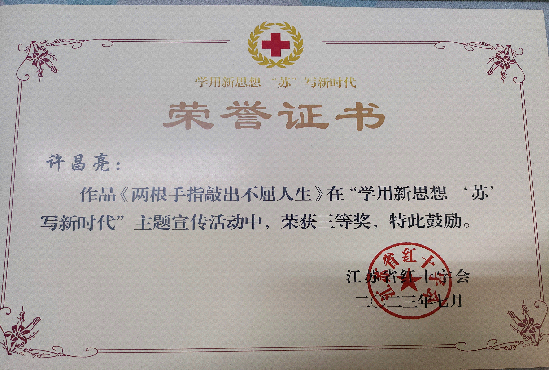 学用新思想 “苏”写新时代
荣誉证书
许昌亮：
作品《两根手指敲出不屈人生》在“学用新思想 ‘苏’
写新时代”主题宣传活动中，荣获三等奖，特此鼓励。
江苏省红十字会
二〇二三年七月